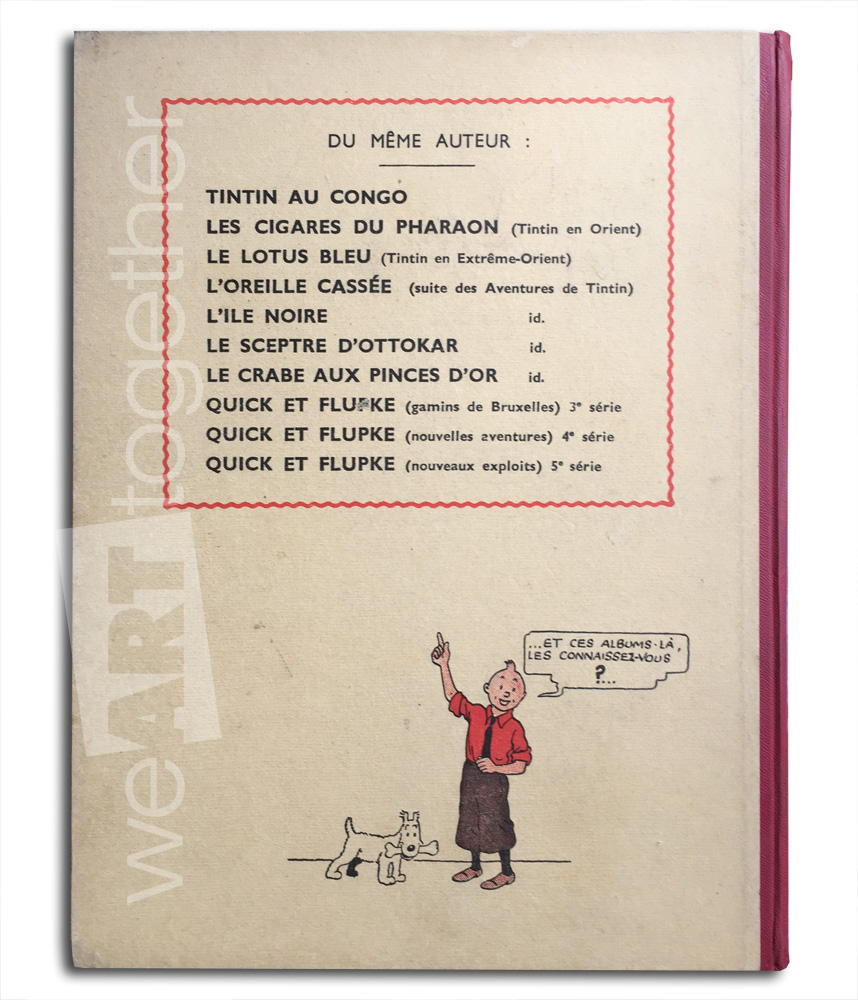 DU MÊME AUTEUR :
TINTIN AU CONGO
LES CIGARES DU PHARAON (Tintin en Orient)
LE LOTUS BLEU (Tintin en Extrême-Orient)
L'OREILLE CASSÉE (suite des Aventures de Tintin)
L'ILE NOIRE id.
LE SCEPTRE D'OTTOKAR id.
LE CRABE AUX PINCES D'OR id.
QUICK ET FLUPKE (gamins de Bruxelles) 3e série
QUICK ET FLUPKE (nouvelles aventures) 4e série
QUICK ET FLUPKE (nouveaux exploits) 5e série
...ET CES ALBUMS-LÀ,
LES CONNAISSEZ-VOUS
?...
weARTtogether